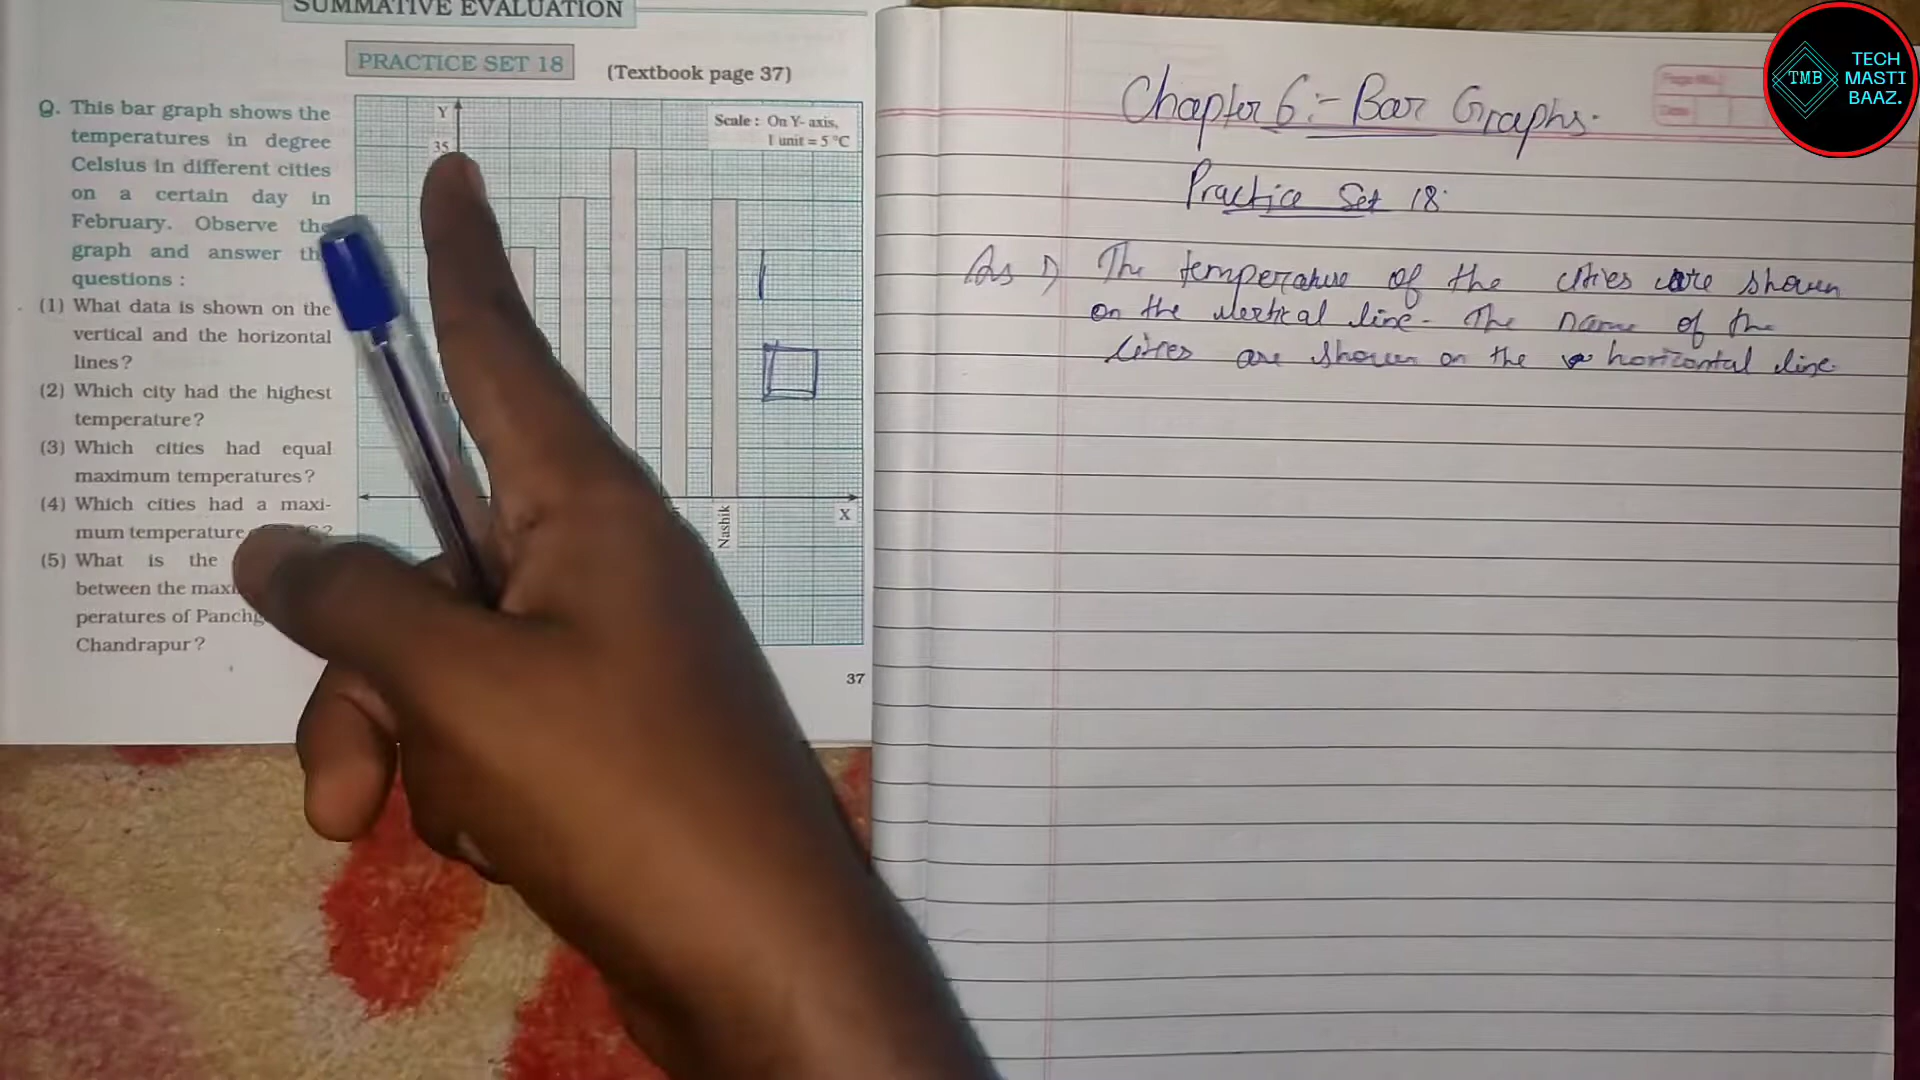 SUMMATIVE EVALUATION
PRACTICE SET 18
(Textbook page 37)
Q. This bar graph shows the
temperatures in degree
Celsius in different cities
on a certain day in
February. Observe the
graph and answer th
questions :
(1) What data is shown on the
vertical and the horizontal
lines?
(2) Which city had the highest
temperature?
(3) Which cities had equal
maximum temperatures?
(4) Which cities had a maxi-
mum temperature
(5) What is the
between the maxi
peratures of Panchg
Chandrapur?
Y
Scale : On Y- axis,
1 unit = 5 °C
35
10
X
Nashik
37
Chapter 6:- Bar Graphs.
Practice Set 18.
Ans 1) The temperature of the cities are shown
on the vertical line. The name of the
cities are shown on the horizontal line.
TMB
TECH
MASTI
BAAZ.